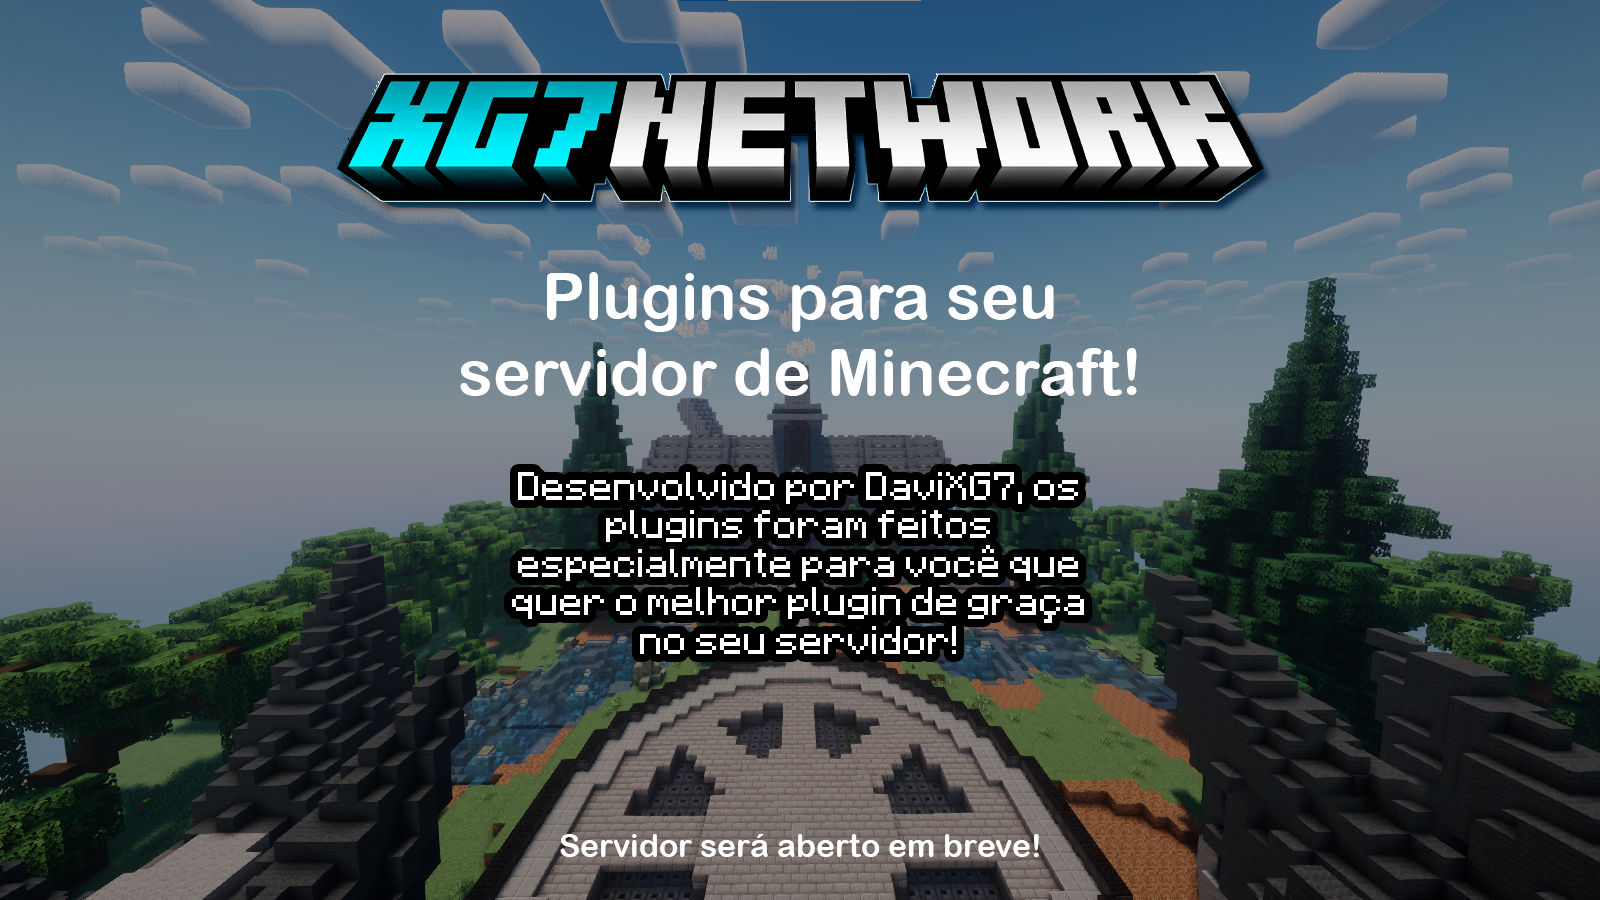 XG7NETWORK
Plugins para seu
servidor de Minecraft!
Desenvolvido por DaviXG7, os
plugins foram feitos
especialmente para você que
quer o melhor plugin de graça
no seu servidor!
Servidor será aberto em breve!